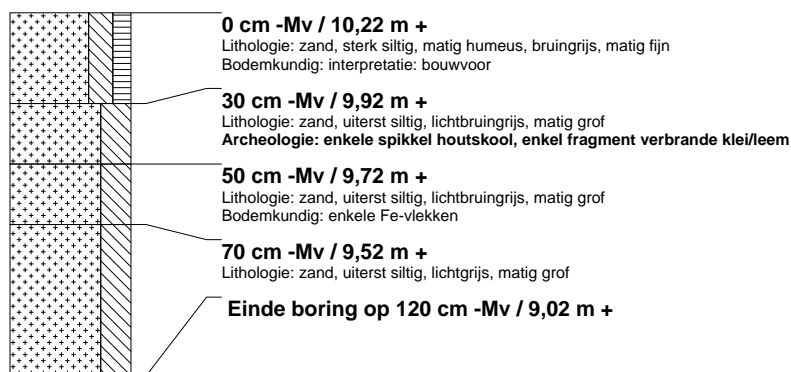 0 cm -Mv / 10,22 m +
Lithologie: zand, sterk siltig, matig humeus, bruingrijs, matig fijn
Bodemkundig: interpretatie: bouwvoor
30 cm -Mv / 9,92 m +
Lithologie: zand, uiterst siltig, lichtbruingrijs, matig grof
Archeologie: enkele spikkel houtskool, enkel fragment verbrande klei/leem
50 cm -Mv / 9,72 m +
Lithologie: zand, uiterst siltig, lichtbruingrijs, matig grof
Bodemkundig: enkele Fe-vlekken
70 cm -Mv / 9,52 m +
Lithologie: zand, uiterst siltig, lichtgrijs, matig grof
Einde boring op 120 cm -Mv / 9,02 m +